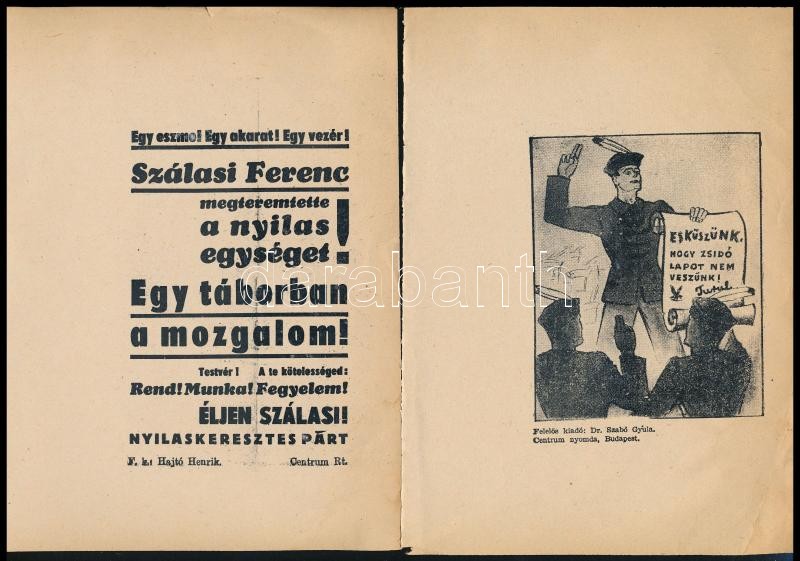 Egy eszme! Egy akarat! Egy vezér!
Szálasi Ferenc
megteremtette
a nyilas
egységet!
Egy táborban
a mozgalom!
Testvér! A te kötelességed:
Rend! Munka! Fegyelem!
ÉLJEN SZÁLASI!
NYILASKERESZTES PÁRT
F. k.: Hajtó Henrik. Centrum Rt.
ESKÜSZÜNK,
HOGY ZSIDÓ
LAPOT NEM
VESZÜNK!
Turul
Felelős kiadó: Dr. Szabó Gyula.
Centrum nyomda, Budapest.
darabanth